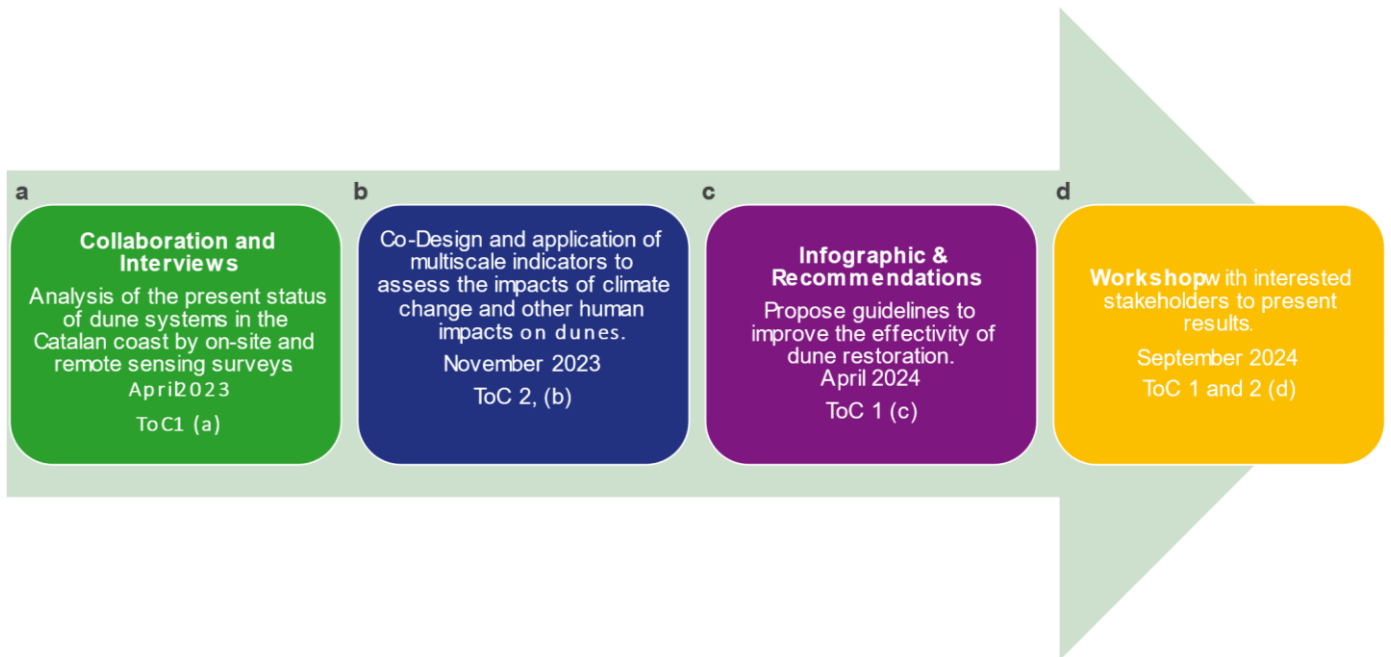 a
Collaboration and
Interviews
Analysis of the present status
of dune systems in the
Catalan coast by on-site and
remote sensing surveys.
April2023
ToC1 (a)
b
Co-Design and application of
multiscale indicators to
assess the impacts of climate
change and other human
impacts on dunes.
November 2023
ToC 2, (b)
c
Infographic &
Recommendations
Propose guidelines to
improve the effectivity of
dune restoration.
April 2024
ToC 1 (c)
d
Workshopwith interested
stakeholders to present
results.
September 2024
ToC 1 and 2 (d)